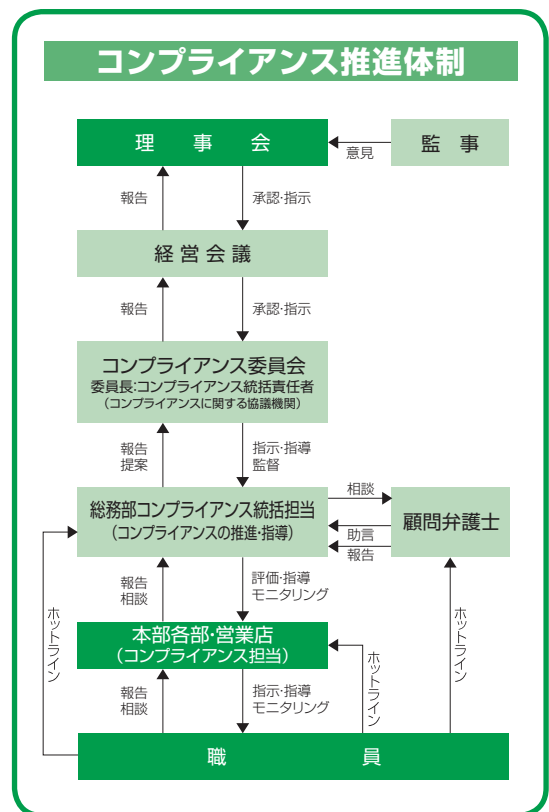 コンプライアンス推進体制
理事会
監事
意見
報告
承認・指示
経営会議
報告
承認・指示
コンプライアンス委員会
委員長:コンプライアンス統括責任者
(コンプライアンスに関する協議機関)
報告
提案
指示・指導
監督
総務部コンプライアンス統括担当
(コンプライアンスの推進・指導)
相談
助言
報告
顧問弁護士
報告
相談
評価・指導
モニタリング
本部各部・営業店
(コンプライアンス担当)
ホットライン
報告
相談
指示・指導
モニタリング
ホットライン
ホットライン
職員